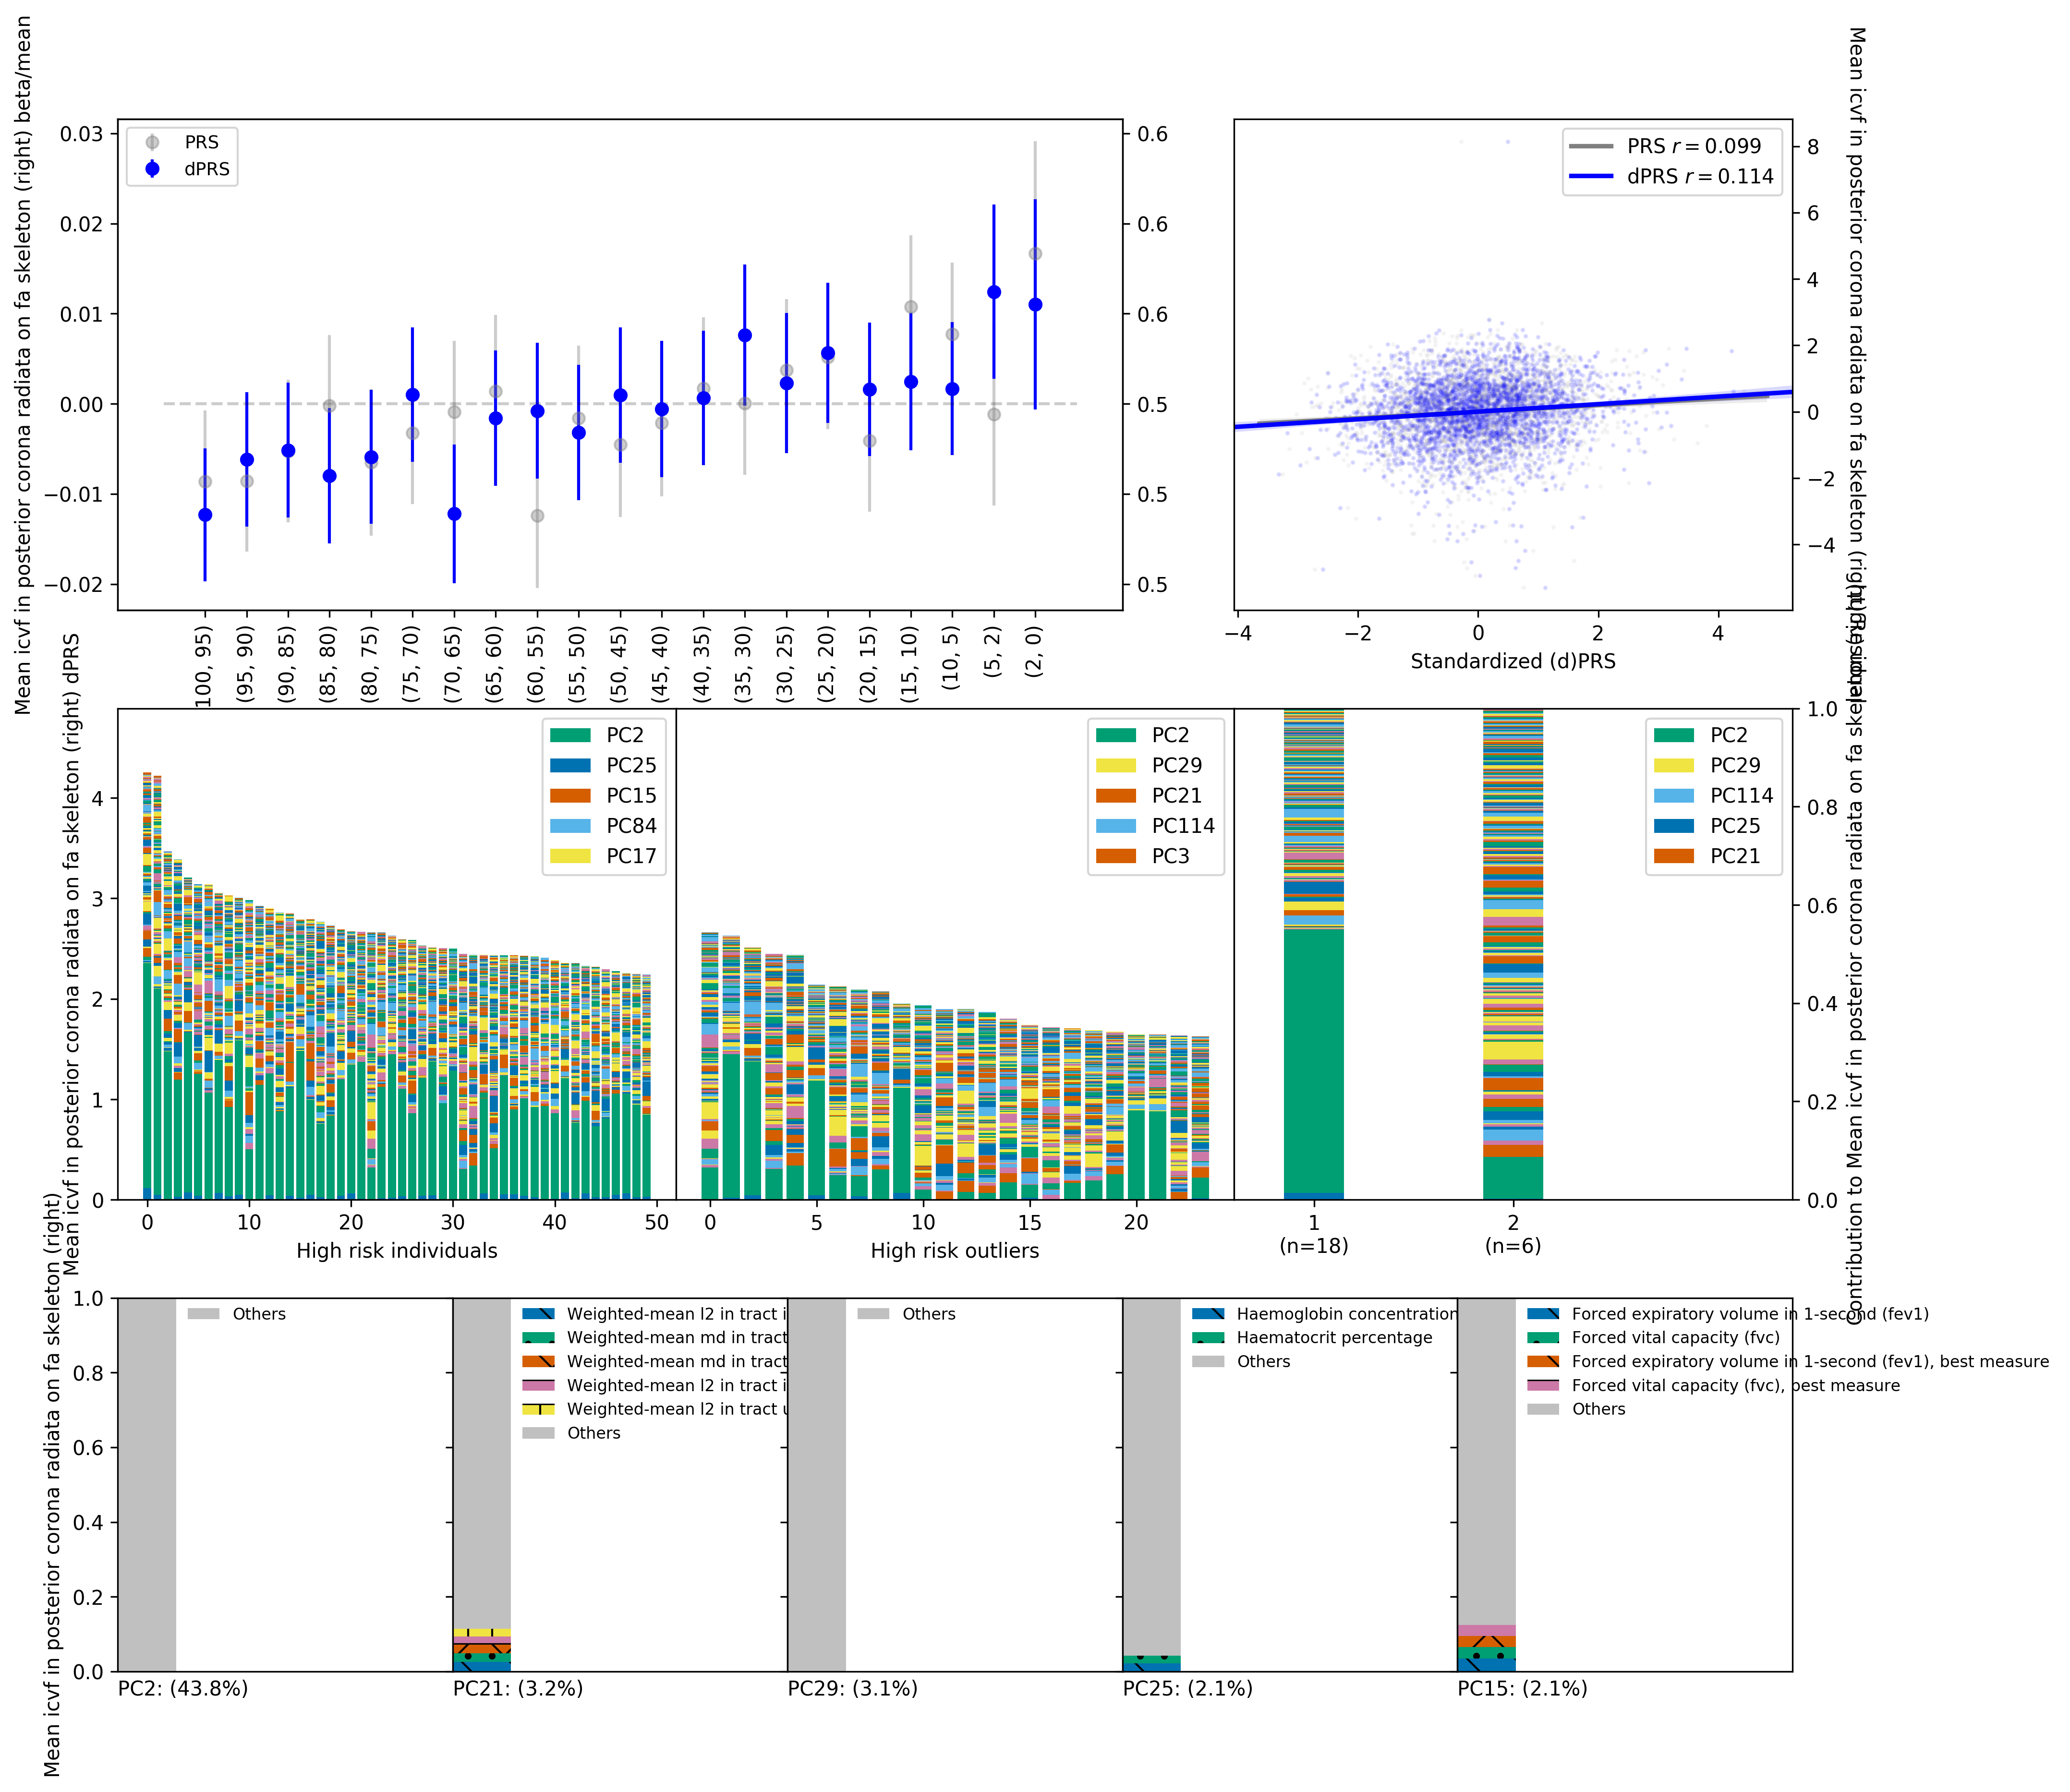 Mean icvf in posterior corona radiata on fa skeleton (right) beta/mean
0.03
0.02
0.01
0.00
−0.01
−0.02
PRS
dPRS
0.6
0.6
0.6
0.5
0.5
0.5
100, 95)
(95, 90)
(90, 85)
(85, 80)
(80, 75)
(75, 70)
(70, 65)
(65, 60)
(60, 55)
(55, 50)
(50, 45)
(45, 40)
(40, 35)
(35, 30)
(30, 25)
(25, 20)
(20, 15)
(15, 10)
(10, 5)
(5, 2)
(2, 0)
PRS r = 0.099
dPRS r = 0.114
8
6
4
2
0
−2
−4
−4
−2
0
2
4
Standardized (d)PRS
Mean icvf in posterior corona radiata on fa skeleton (right)
Mean icvf in posterior corona radiata on fa skeleton (right) dPRS
4
3
2
1
0
PC2
PC25
PC15
PC84
PC17
0
10
20
30
40
50
High risk individuals
PC2
PC29
PC21
PC114
PC3
0
5
10
15
20
High risk outliers
PC2
PC29
PC114
PC25
PC21
1
(n=18)
2
(n=6)
1.0
0.8
0.6
0.4
0.2
0.0
Contribution to Mean icvf in posterior corona radiata on fa skeleton
Mean icvf in posterior corona radiata on fa skeleton (right)
1.0
0.8
0.6
0.4
0.2
0.0
Others
PC2: (43.8%)
Weighted-mean l2 in tract i
Weighted-mean md in tract
Weighted-mean md in tract
Weighted-mean l2 in tract i
Weighted-mean l2 in tract u
Others
PC21: (3.2%)
Others
PC29: (3.1%)
Haemoglobin concentration
Haematocrit percentage
Others
PC25: (2.1%)
Forced expiratory volume in 1-second (fev1)
Forced vital capacity (fvc)
Forced expiratory volume in 1-second (fev1), best measure
Forced vital capacity (fvc), best measure
Others
PC15: (2.1%)